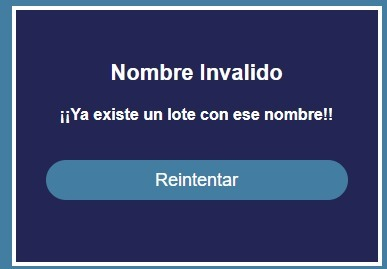 Nombre Invalido
¡¡Ya existe un lote con ese nombre!!
Reintentar